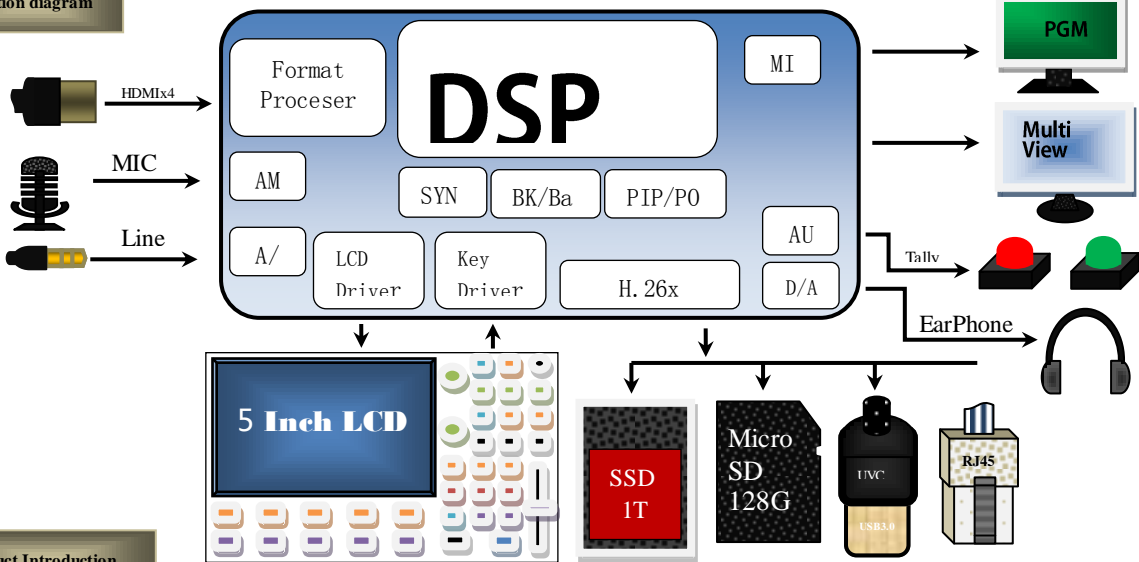 tion diagram
HDMIx4
MIC
Line
Format
Proceser
DSP
MI
AM
SYN
BK/Ba
PIP/PO
AU
A/
LCD
Driver
Key
Driver
H.26x
D/A
PGM
Multi
View
Tally
EarPhone
5 Inch LCD
SSD
1T
Micro
SD
128G
UVC
USB3.0
RJ45
uct Introduction